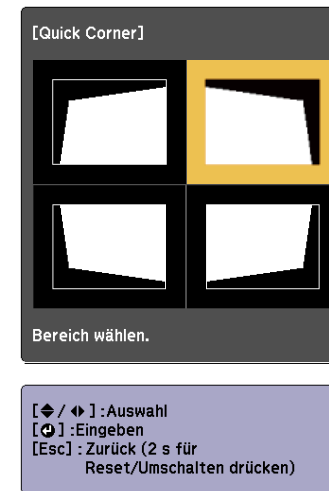 [Quick Corner]
Bereich wählen.
[◆/◆] :Auswahl
[↵] :Eingeben
[Esc] : Zurück (2 s für
Reset/Umschalten drücken)